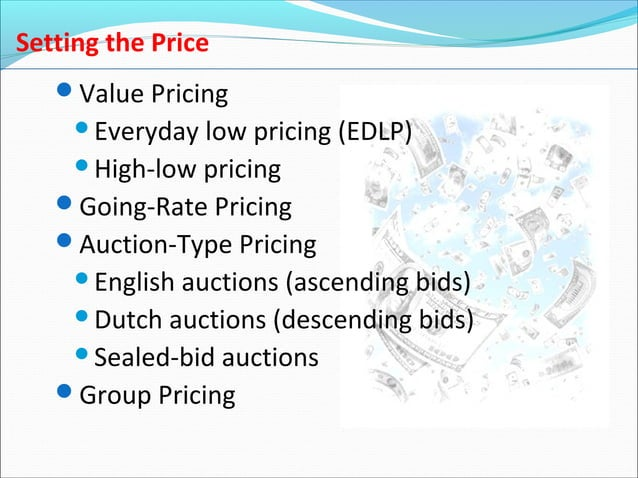 Setting the Price
Value Pricing
Everyday low pricing (EDLP)
High-low pricing
Going-Rate Pricing
Auction-Type Pricing
English auctions (ascending bids)
Dutch auctions (descending bids)
Sealed-bid auctions
Group Pricing